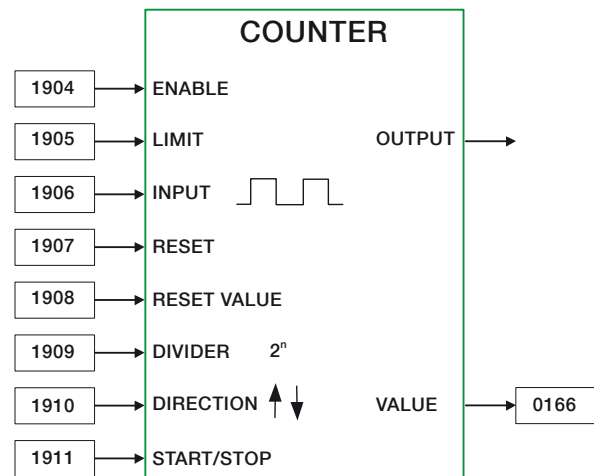 COUNTER
1904 ENABLE
1905 LIMIT OUTPUT
1906 INPUT
1907 RESET
1908 RESET VALUE
1909 DIVIDER 2ⁿ
1910 DIRECTION VALUE 0166
1911 START/STOP